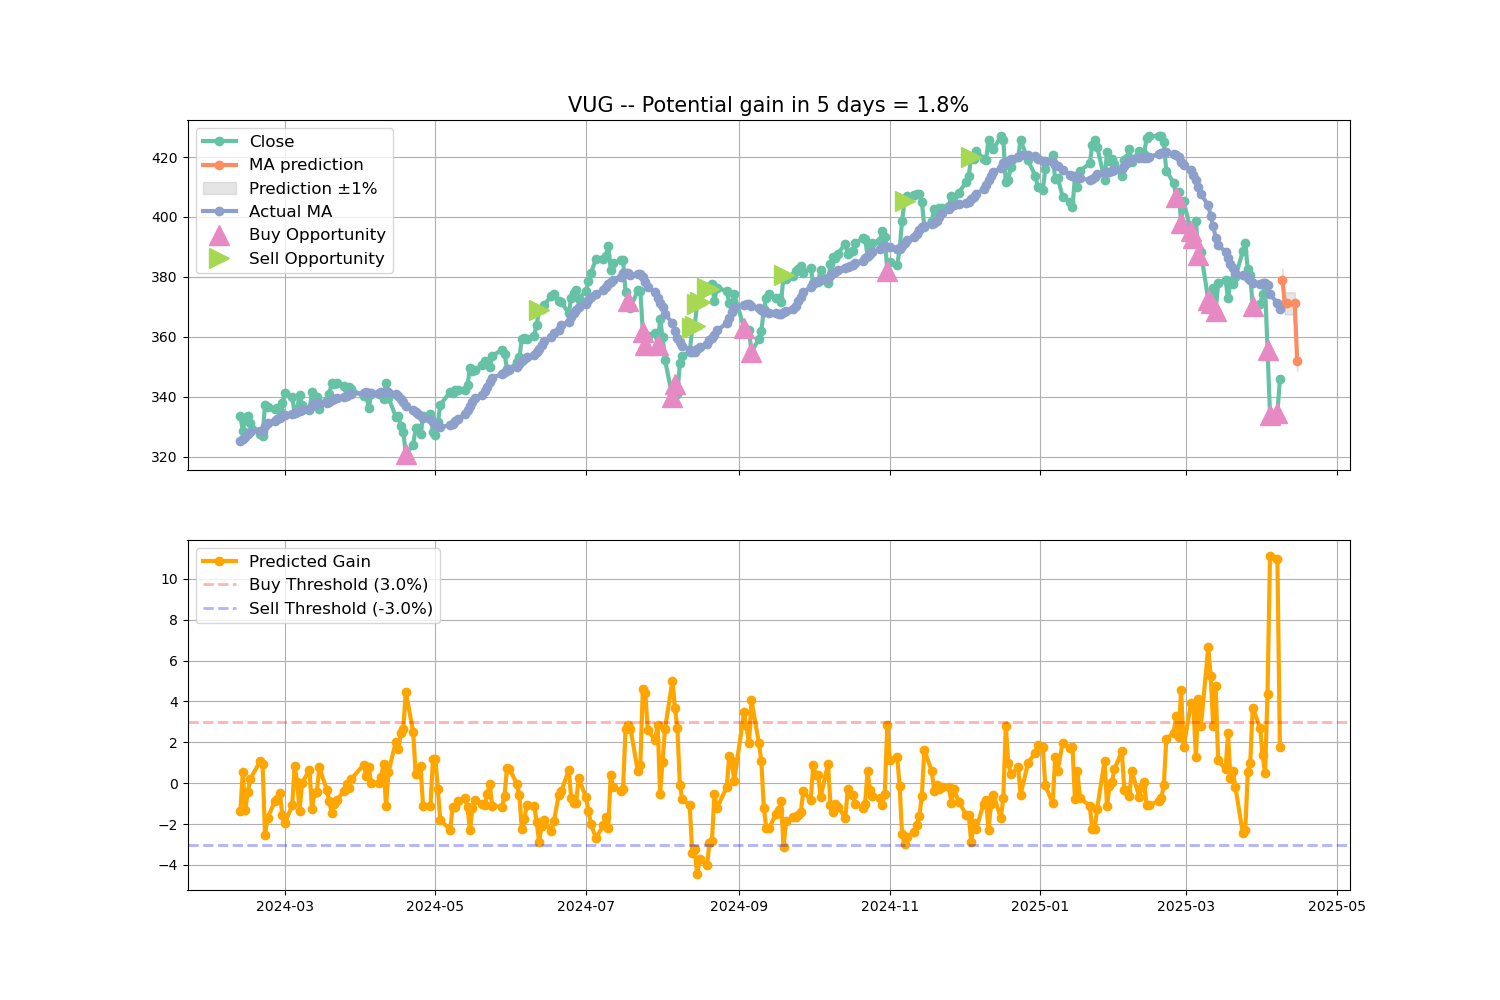 VUG -- Potential gain in 5 days = 1.8%
Close
MA prediction
Prediction ±1%
Actual MA
Buy Opportunity
Sell Opportunity
420
400
380
360
340
320
Predicted Gain
Buy Threshold (3.0%)
Sell Threshold (-3.0%)
10
8
6
4
2
0
−2
−4
2024-03
2024-05
2024-07
2024-09
2024-11
2025-01
2025-03
2025-05